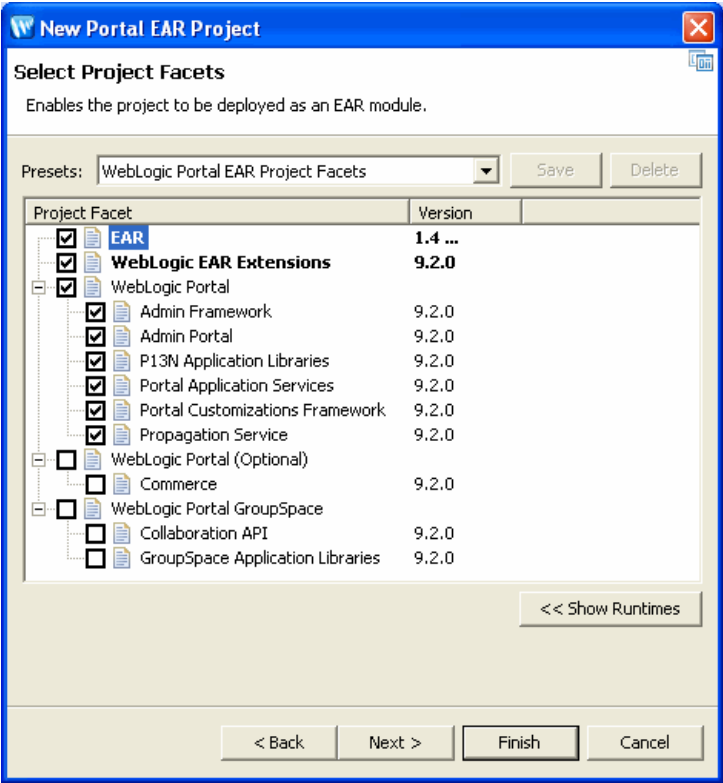 New Portal EAR Project
Select Project Facets
Enables the project to be deployed as an EAR module.
Presets: WebLogic Portal EAR Project Facets Save Delete
Project Facet Version
EAR 1.4 ...
WebLogic EAR Extensions 9.2.0
WebLogic Portal
Admin Framework 9.2.0
Admin Portal 9.2.0
P13N Application Libraries 9.2.0
Portal Application Services 9.2.0
Portal Customizations Framework 9.2.0
Propagation Service 9.2.0
WebLogic Portal (Optional)
Commerce 9.2.0
WebLogic Portal GroupSpace
Collaboration API 9.2.0
GroupSpace Application Libraries 9.2.0
<< Show Runtimes
< Back Next > Finish Cancel